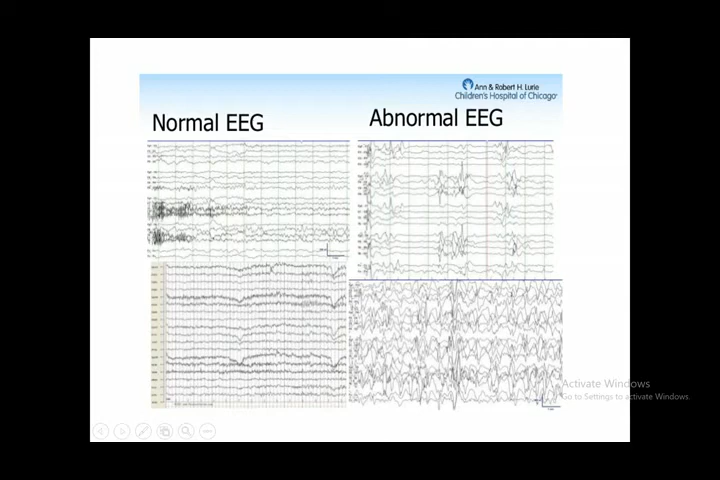 Ann & Robert H. Lurie
Children's Hospital of Chicago
Normal EEG
Abnormal EEG
Activate Windows
Go to Settings to activate Windows.